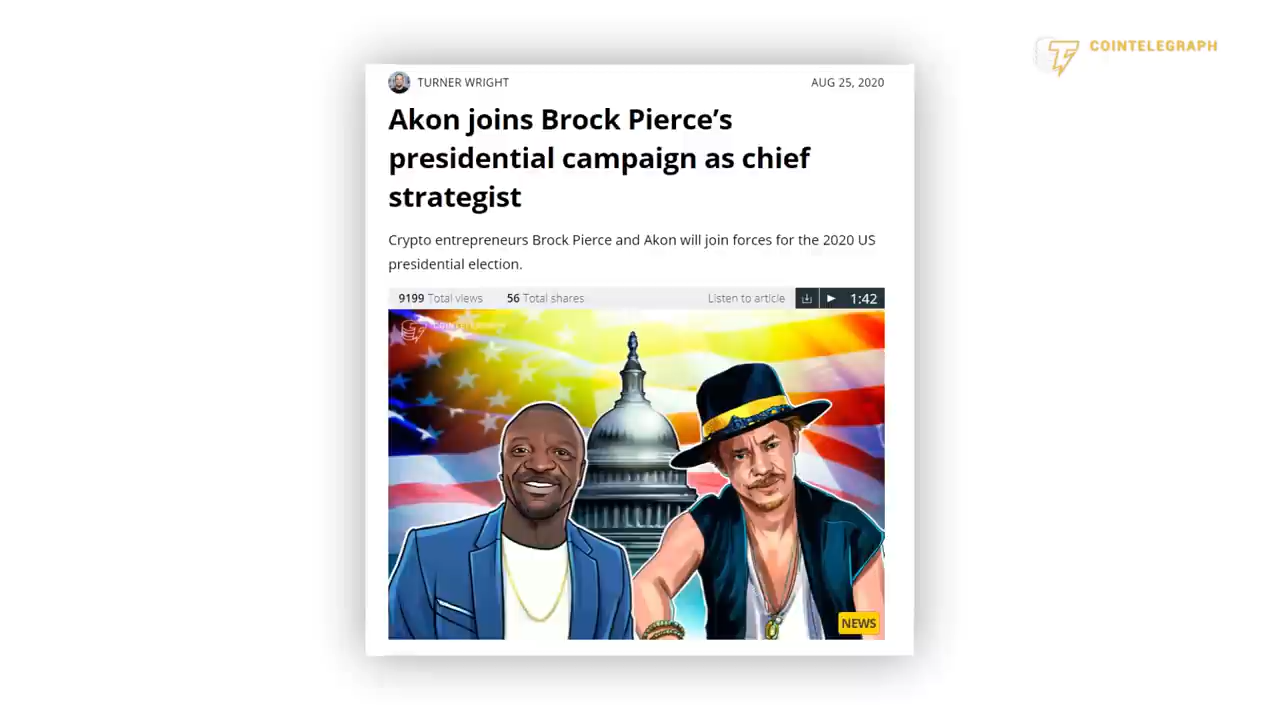 COINTELEGRAPH
TURNER WRIGHT AUG 25, 2020
Akon joins Brock Pierce’s
presidential campaign as chief
strategist
Crypto entrepreneurs Brock Pierce and Akon will join forces for the 2020 US
presidential election.
9199 Total views 56 Total shares Listen to article 1:42
COINTELEGRAPH
NEWS